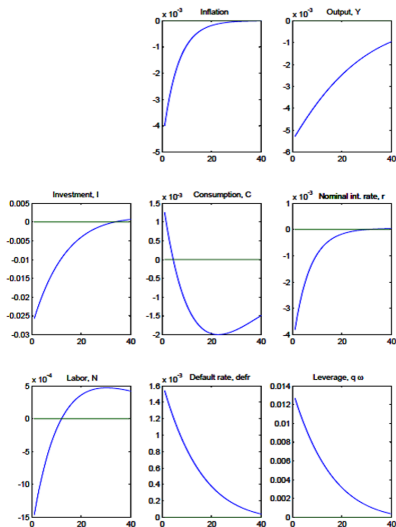 Inflation
x 10⁻³
0
-1
-2
-3
-4
-5
0 20 40
Output, Y
x 10⁻³
0
-1
-2
-3
-4
-5
-6
0 20 40
Investment, I
0.005
0
-0.005
-0.01
-0.015
-0.02
-0.025
-0.03
0 20 40
Consumption, C
x 10⁻³
1.5
1
0.5
0
-0.5
-1
-1.5
-2
0 20 40
Nominal int. rate, r
x 10⁻³
1
0
-1
-2
-3
-4
0 20 40
Labor, N
x 10⁻⁴
5
0
-5
-10
-15
0 20 40
Default rate, defr
x 10⁻³
1.6
1.4
1.2
1
0.8
0.6
0.4
0.2
0
0 20 40
Leverage, q ω
0.014
0.012
0.01
0.008
0.006
0.004
0.002
0
0 20 40